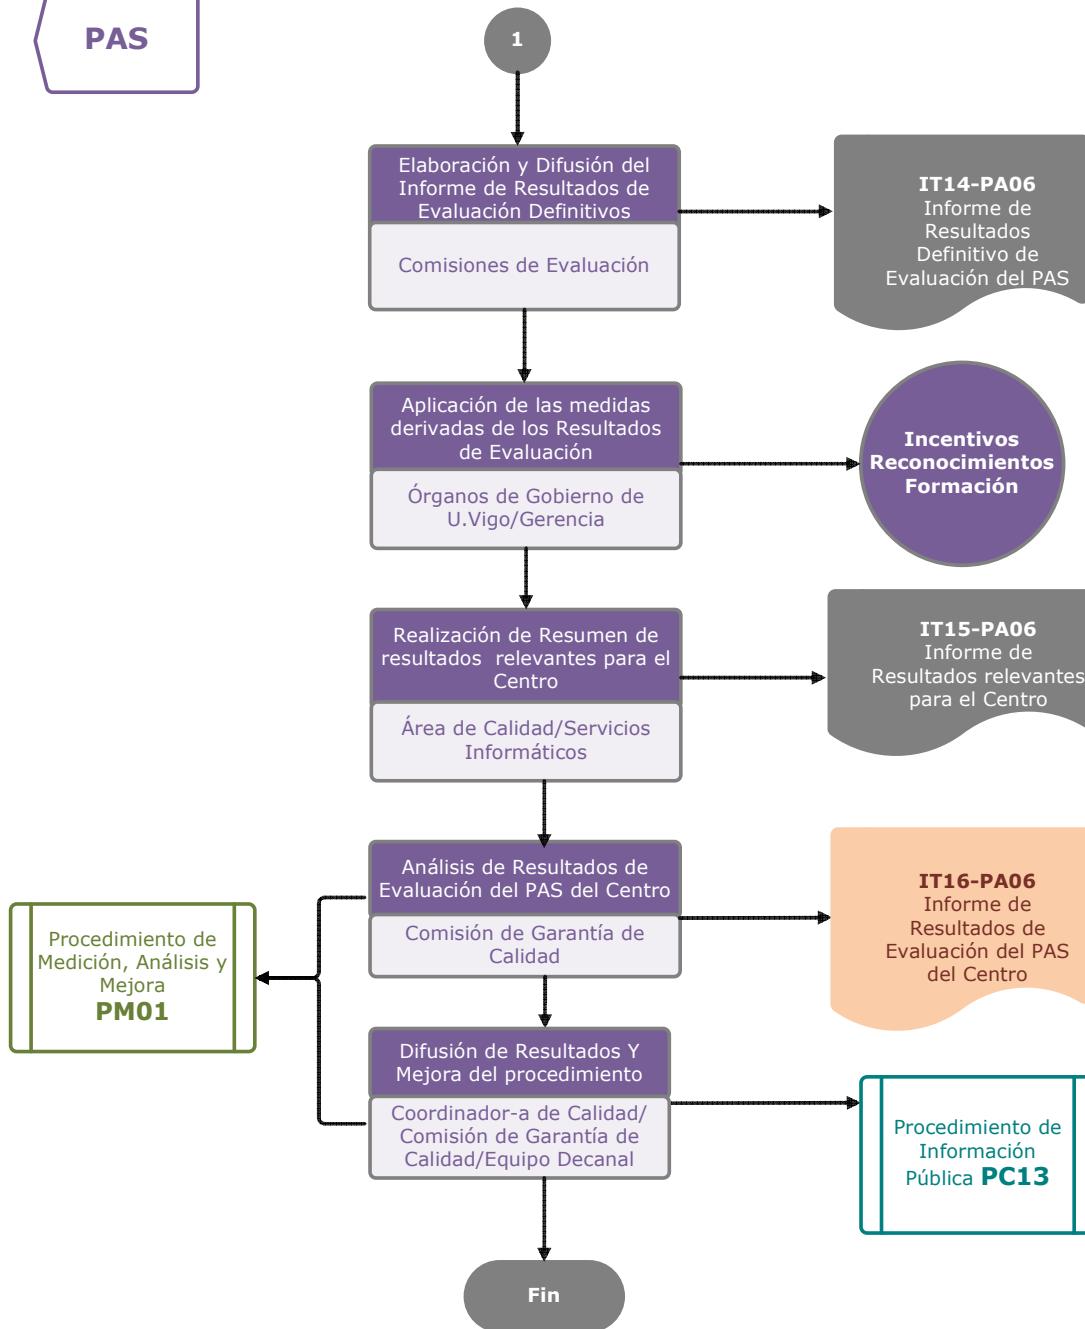 PAS
1
Elaboración y Difusión del
Informe de Resultados de
Evaluación Definitivos
Comisiones de Evaluación
IT14-PA06
Informe de
Resultados
Definitivo de
Evaluación del PAS
Aplicación de las medidas
derivadas de los Resultados
de Evaluación
Órganos de Gobierno de
U.Vigo/Gerencia
Incentivos
Reconocimientos
Formación
Realización de Resumen de
resultados relevantes para el
Centro
Área de Calidad/Servicios
Informáticos
IT15-PA06
Informe de
Resultados relevantes
para el Centro
Análisis de Resultados de
Evaluación del PAS del Centro
Comisión de Garantía de
Calidad
IT16-PA06
Informe de
Resultados de
Evaluación del PAS
del Centro
Procedimiento de
Medición, Análisis y
Mejora
PM01
Difusión de Resultados Y
Mejora del procedimiento
Coordinador-a de Calidad/
Comisión de Garantía de
Calidad/Equipo Decanal
Procedimiento de
Información
Pública PC13
Fin